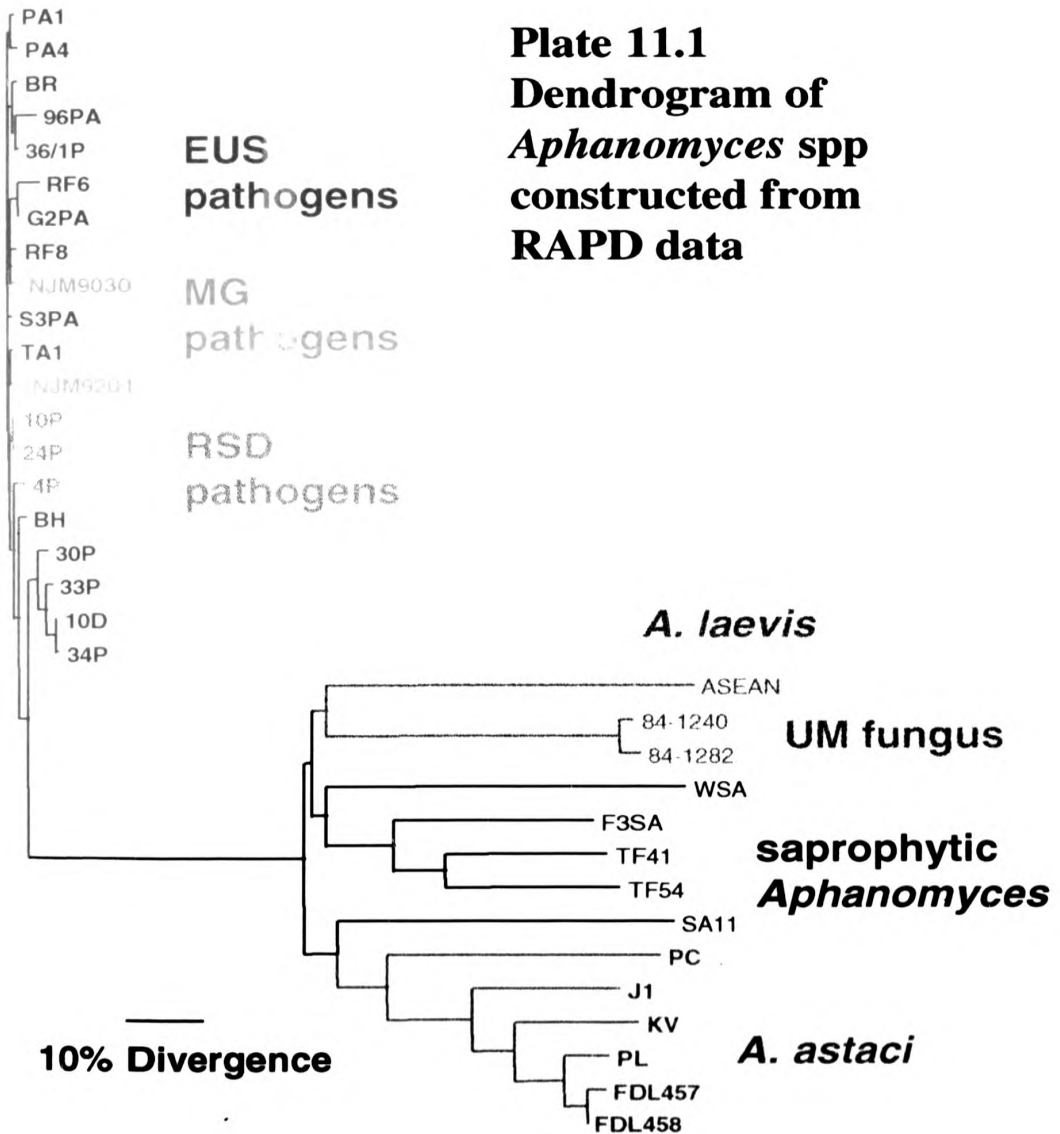 PA1
PA4
BR
96PA
36/1P
RF6
G2PA
RF8
NJM9030
S3PA
TA1
NJM9201
10P
24P
4P
BH
30P
33P
10D
34P
EUS
pathogens
MG
pathogens
RSD
pathogens
Plate 11.1
Dendrogram of
Aphanomyces spp
constructed from
RAPD data
A. laevis
ASEAN
84-1240
84-1282
UM fungus
WSA
F3SA
TF41
TF54
saprophytic
Aphanomyces
SA11
PC
J1
KV
PL
FDL457
FDL458
A. astaci
10% Divergence